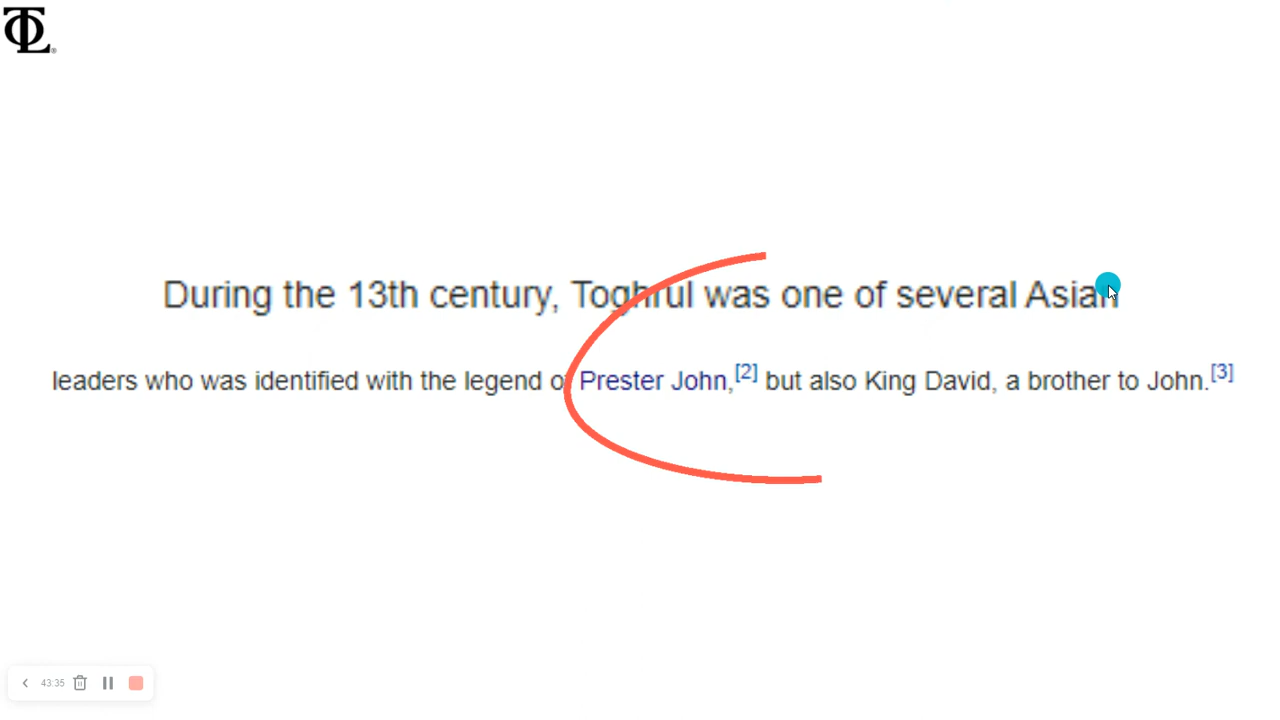 During the 13th century, Toghrul was one of several Asian
leaders who was identified with the legend of Prester John,[2] but also King David, a brother to John.[3]
43:35